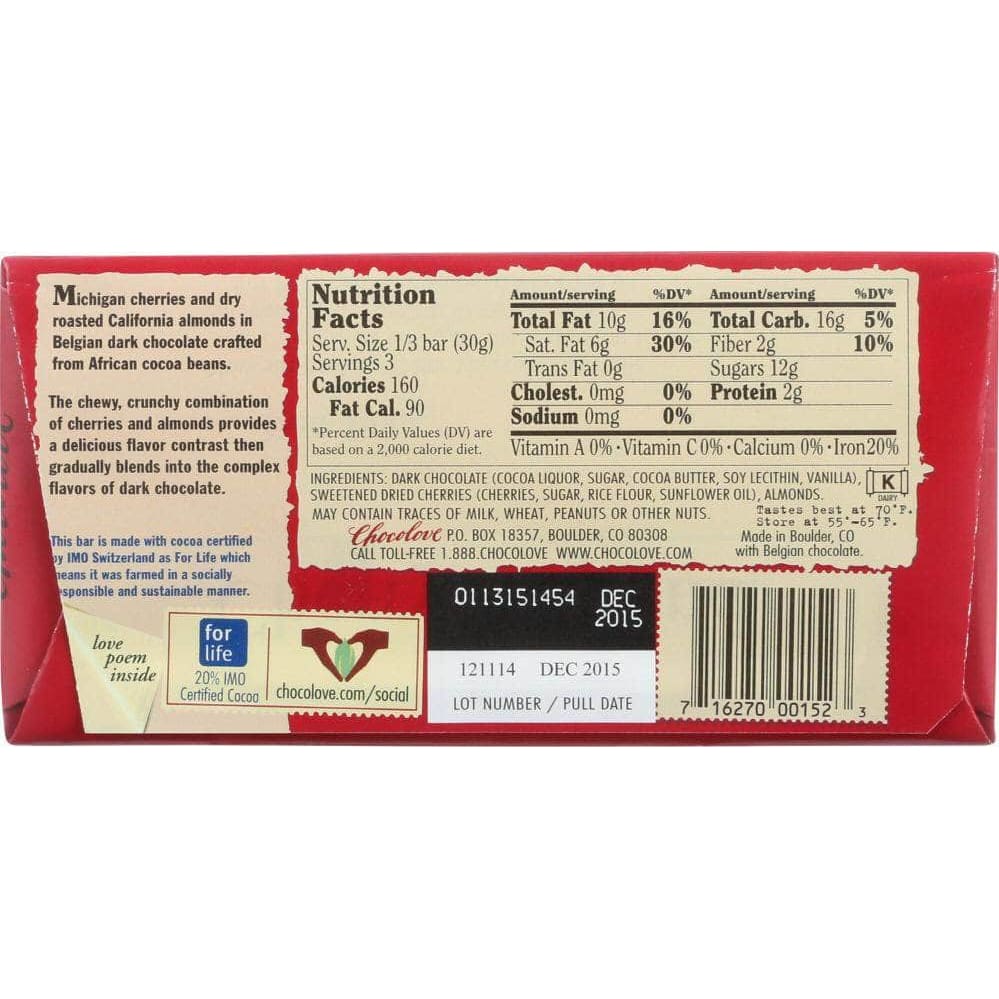 Michigan cherries and dry
roasted California almonds in
Belgian dark chocolate crafted
from African cocoa beans.
The chewy, crunchy combination
of cherries and almonds provides
a delicious flavor contrast then
gradually blends into the complex
flavors of dark chocolate.
This bar is made with cocoa certified
by IMO Switzerland as For Life which
means it was farmed in a socially
responsible and sustainable manner.
love
poem
inside
for
life
20% IMO
Certified Cocoa
chocolove.com/social
Nutrition
Facts
Serv. Size 1/3 bar (30g)
Servings 3
Calories 160
Fat Cal. 90
*Percent Daily Values (DV) are
based on a 2,000 calorie diet.
Amount/serving %DV* Amount/serving %DV*
Total Fat 10g 16% Total Carb. 16g 5%
Sat. Fat 6g 30% Fiber 2g 10%
Trans Fat 0g Sugars 12g
Cholest. 0mg 0% Protein 2g
Sodium 0mg 0%
Vitamin A 0% · Vitamin C 0% · Calcium 0% · Iron 20%
INGREDIENTS: DARK CHOCOLATE (COCOA LIQUOR, SUGAR, COCOA BUTTER, SOY LECITHIN, VANILLA),
SWEETENED DRIED CHERRIES (CHERRIES, SUGAR, RICE FLOUR, SUNFLOWER OIL), ALMONDS.
MAY CONTAIN TRACES OF MILK, WHEAT, PEANUTS OR OTHER NUTS.
K
DAIRY
Tastes best at 70°F.
Store at 55°-65°F.
Chocolove P.O. BOX 18357, BOULDER, CO 80308
CALL TOLL-FREE 1.888.CHOCOLOVE WWW.CHOCOLOVE.COM
Made in Boulder, CO
with Belgian chocolate.
0113151454 DEC
2015
121114 DEC 2015
LOT NUMBER / PULL DATE
7 16270 00152 3